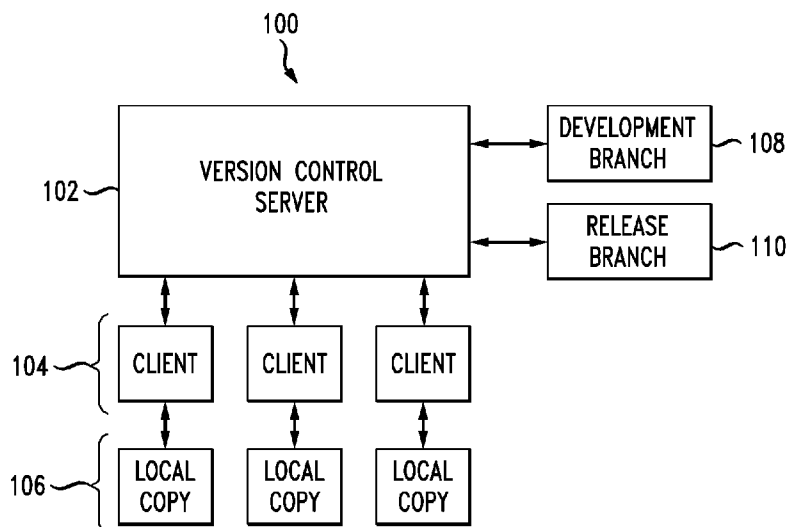 100
VERSION CONTROL
SERVER
102
DEVELOPMENT
BRANCH
108
RELEASE
BRANCH
110
104
CLIENT
CLIENT
CLIENT
106
LOCAL
COPY
LOCAL
COPY
LOCAL
COPY